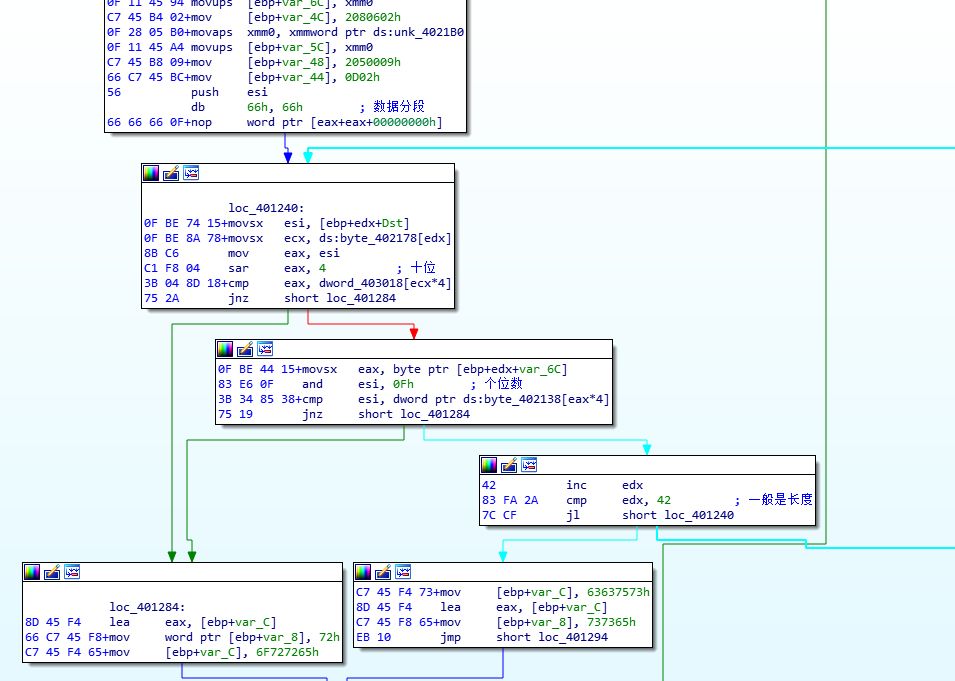 0F 11 45 94 movups  [ebp+var_6C], xmm0
C7 45 B4 02+mov     [ebp+var_4C], 2080602h
0F 28 05 B0+movaps  xmm0, xmmword ptr ds:unk_4021B0
0F 11 45 A4 movups  [ebp+var_5C], xmm0
C7 45 B8 09+mov     [ebp+var_48], 2050009h
66 C7 45 BC+mov     [ebp+var_44], 0D02h
56          push    esi
            db      66h, 66h        ; 数据分段
66 66 66 0F+nop     word ptr [eax+eax+00000000h]
loc_401240:
0F BE 74 15+movsx   esi, [ebp+edx+Dst]
0F BE 8A 78+movsx   ecx, ds:byte_402178[edx]
8B C6       mov     eax, esi
C1 F8 04    sar     eax, 4          ; 十位
3B 04 8D 18+cmp     eax, dword_403018[ecx*4]
75 2A       jnz     short loc_401284
0F BE 44 15+movsx   eax, byte ptr [ebp+edx+var_6C]
83 E6 0F    and     esi, 0Fh        ; 个位数
3B 34 85 38+cmp     esi, dword ptr ds:byte_402138[eax*4]
75 19       jnz     short loc_401284
42          inc     edx
83 FA 2A    cmp     edx, 42         ; 一般是长度
7C CF       jl      short loc_401240
loc_401284:
8D 45 F4    lea     eax, [ebp+var_C]
66 C7 45 F8+mov     word ptr [ebp+var_8], 72h
C7 45 F4 65+mov     [ebp+var_C], 6F727265h
C7 45 F4 73+mov     [ebp+var_C], 63637573h
8D 45 F4    lea     eax, [ebp+var_C]
C7 45 F8 65+mov     [ebp+var_8], 737365h
EB 10       jmp     short loc_401294